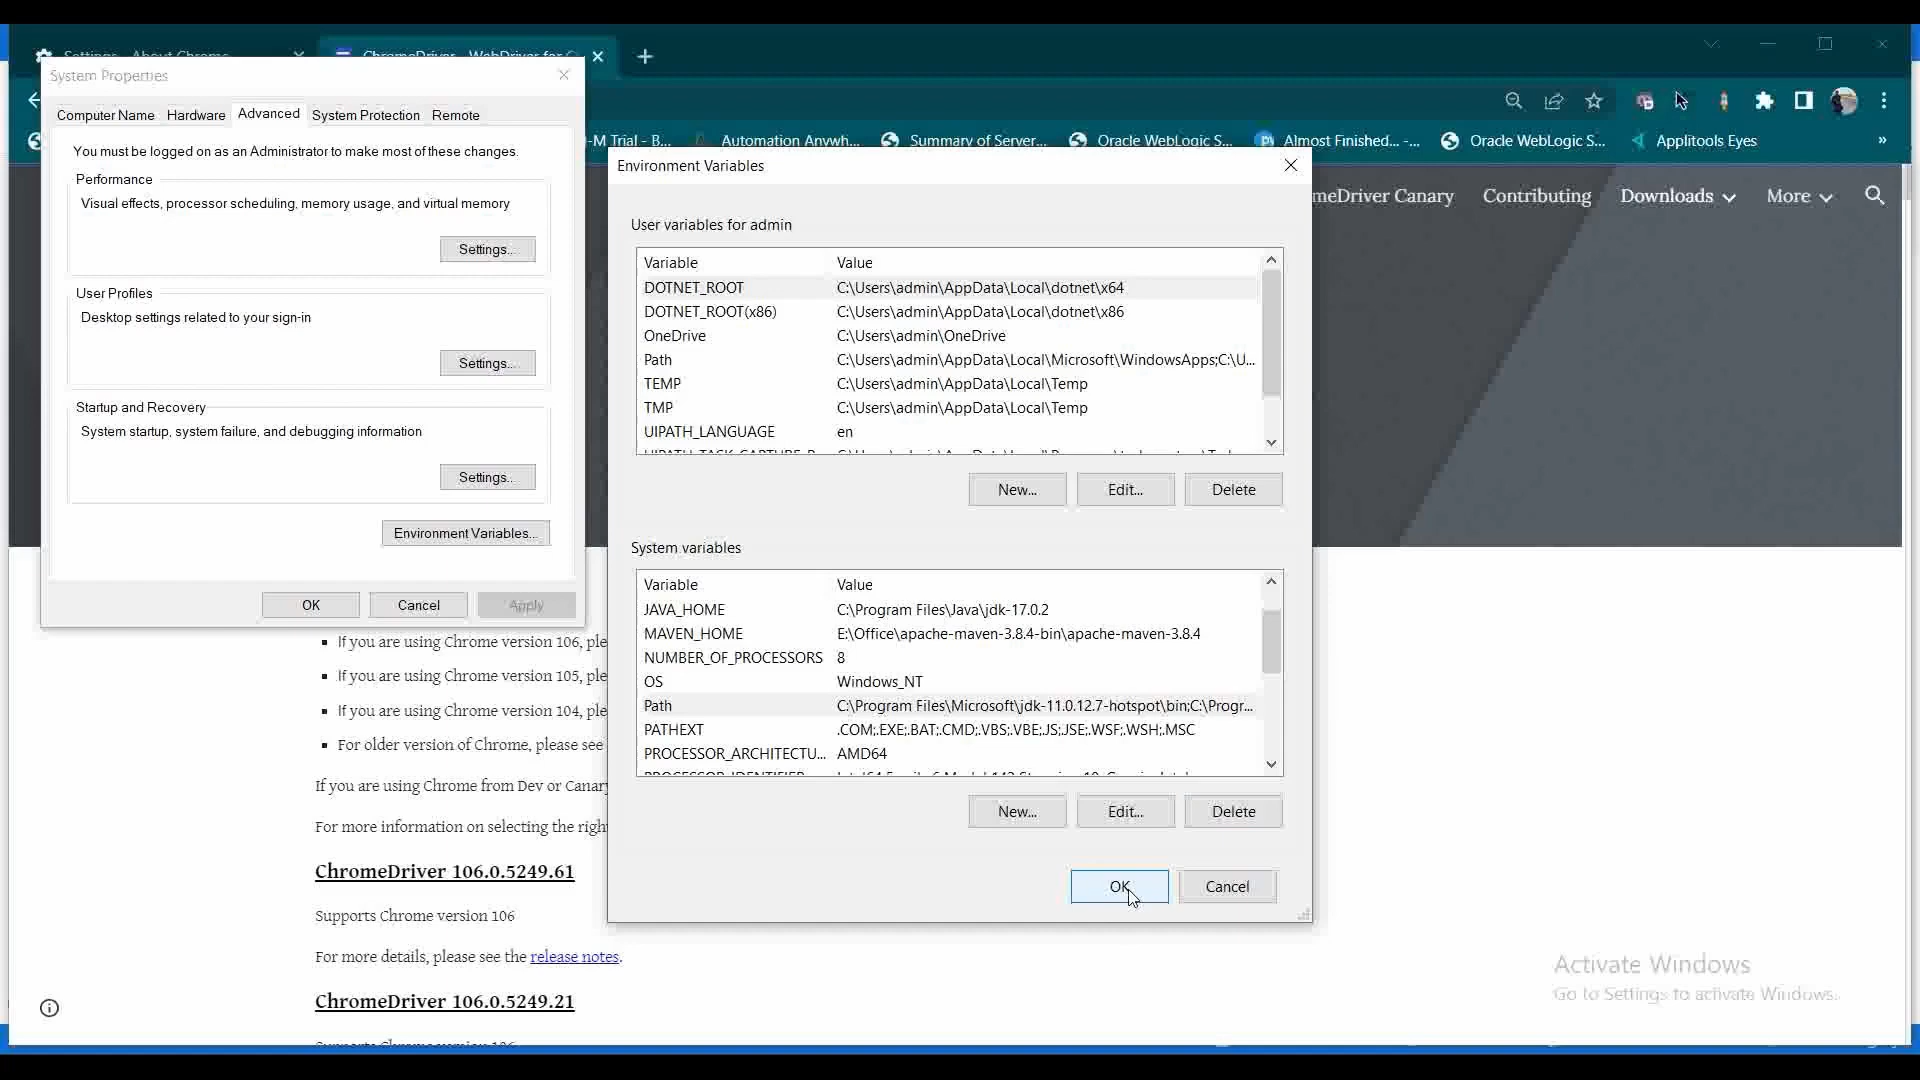 System Properties
Computer Name Hardware Advanced System Protection Remote
You must be logged on as an Administrator to make most of these changes.
Performance
Visual effects, processor scheduling, memory usage, and virtual memory
Settings...
User Profiles
Desktop settings related to your sign-in
Settings...
Startup and Recovery
System startup, system failure, and debugging information
Settings...
Environment Variables...
OK Cancel Apply
Settings - About Chrome
ChromeDriver - WebDriver for
-M Trial - B... Automation Anywh... Summary of Server... Oracle WebLogic S... Almost Finished... -... Oracle WebLogic S... Applitools Eyes »
meDriver Canary Contributing Downloads More
Environment Variables
User variables for admin
Variable Value
DOTNET_ROOT C:\Users\admin\AppData\Local\dotnet\x64
DOTNET_ROOT(x86) C:\Users\admin\AppData\Local\dotnet\x86
OneDrive C:\Users\admin\OneDrive
Path C:\Users\admin\AppData\Local\Microsoft\WindowsApps;C:\U...
TEMP C:\Users\admin\AppData\Local\Temp
TMP C:\Users\admin\AppData\Local\Temp
UIPATH_LANGUAGE en
New... Edit... Delete
System variables
Variable Value
JAVA_HOME C:\Program Files\Java\jdk-17.0.2
MAVEN_HOME E:\Office\apache-maven-3.8.4-bin\apache-maven-3.8.4
NUMBER_OF_PROCESSORS 8
OS Windows_NT
Path C:\Program Files\Microsoft\jdk-11.0.12.7-hotspot\bin;C:\Progr...
PATHEXT .COM;.EXE;.BAT;.CMD;.VBS;.VBE;.JS;.JSE;.WSF;.WSH;.MSC
PROCESSOR_ARCHITECTU... AMD64
New... Edit... Delete
OK Cancel
If you are using Chrome version 106, ple
If you are using Chrome version 105, ple
If you are using Chrome version 104, ple
For older version of Chrome, please see
If you are using Chrome from Dev or Canary
For more information on selecting the righ
ChromeDriver 106.0.5249.61
Supports Chrome version 106
For more details, please see the release notes.
ChromeDriver 106.0.5249.21
Activate Windows
Go to Settings to activate Windows.